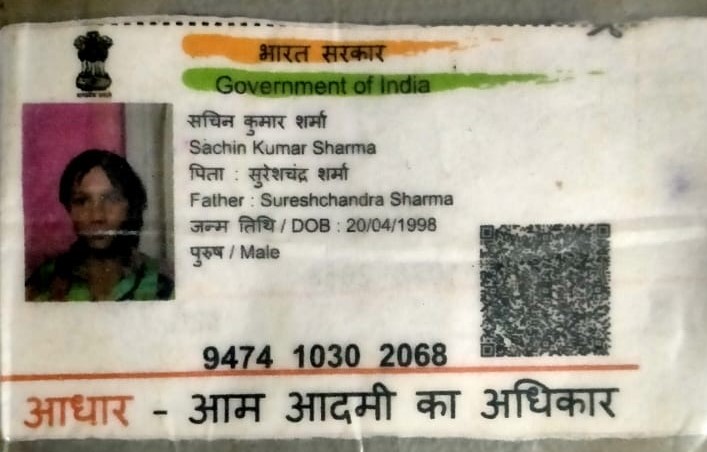 भारत सरकार
Government of India
सचिन कुमार शर्मा
Sachin Kumar Sharma
पिता : सुरेशचंद्र शर्मा
Father : Sureshchandra Sharma
जन्म तिथि / DOB : 20/04/1998
पुरुष / Male
9474 1030 2068
आधार - आम आदमी का अधिकार